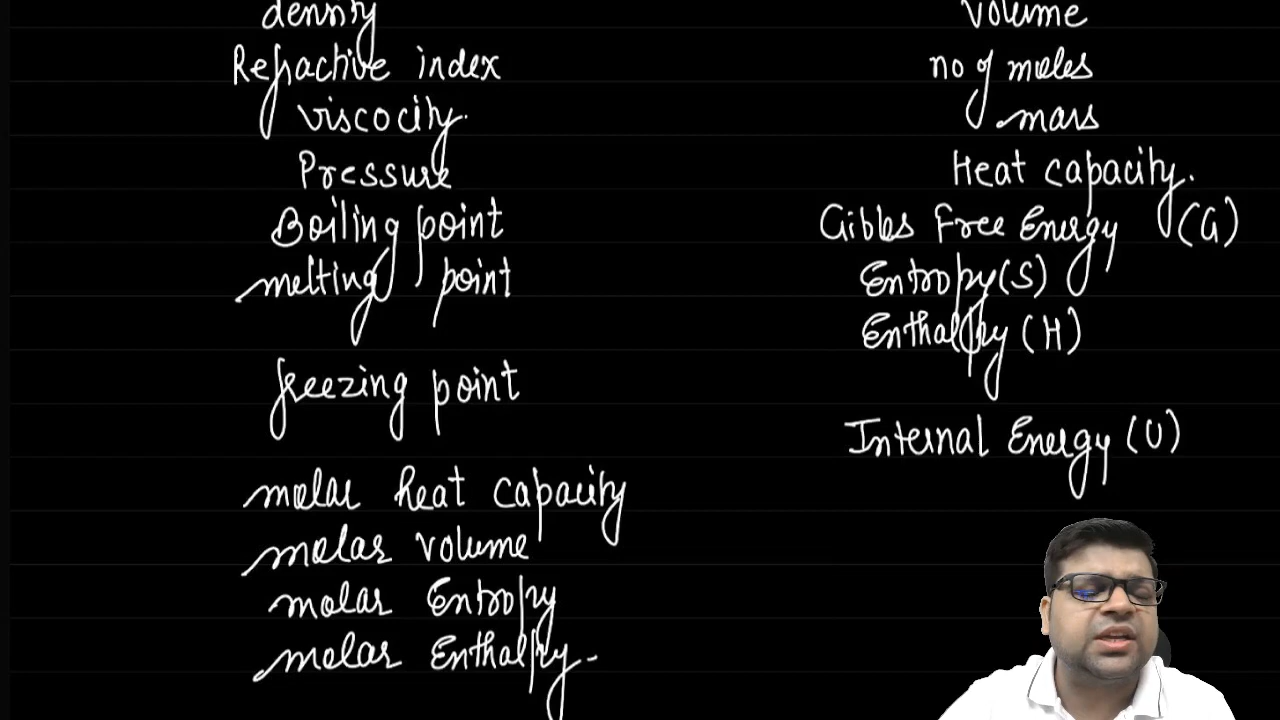 density
Refractive index
viscocity.
Pressure
Boiling point
melting point
freezing point
molar heat capacity
molar volume
molar Entropy
molar Enthalpy.
Volume
no of moles
mass
Heat capacity.
Gibbs Free Energy (G)
Entropy (S)
Enthalpy (H)
Internal Energy (U)